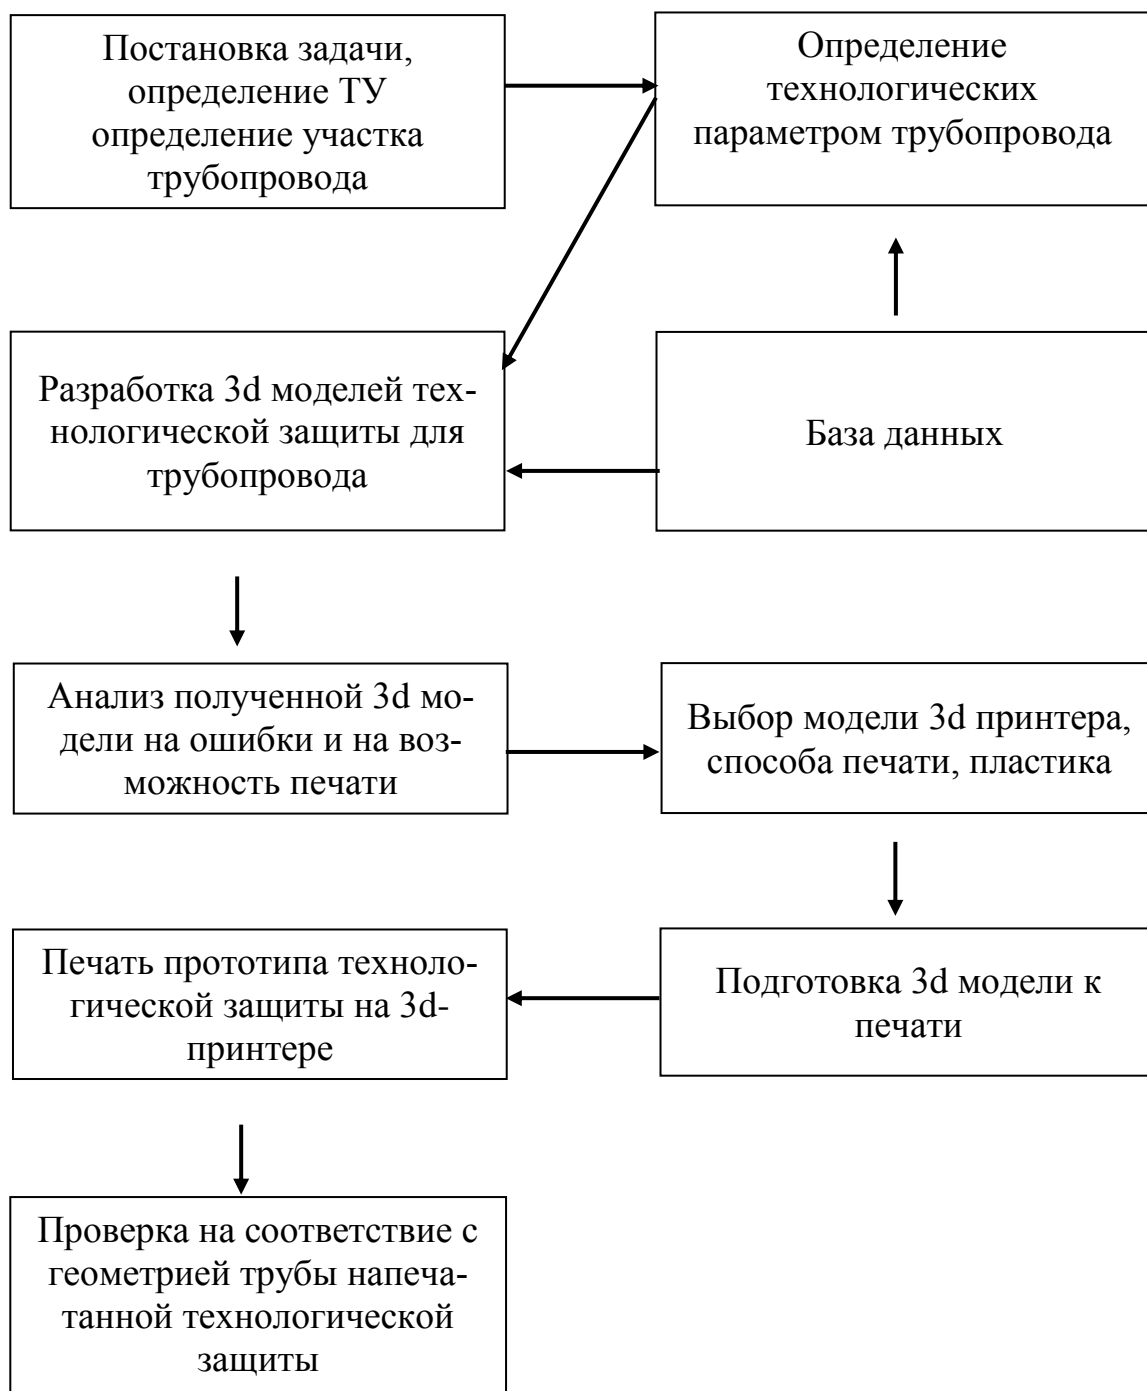 Постановка задачи,
определение ТУ
определение участка
трубопровода
Определение
технологических
параметром трубопровода
Разработка 3d моделей тех-
нологической защиты для
трубопровода
База данных
Анализ полученной 3d мо-
дели на ошибки и на воз-
можность печати
Выбор модели 3d принтера,
способа печати, пластика
Печать прототипа техноло-
гической защиты на 3d-
принтере
Подготовка 3d модели к
печати
Проверка на соответствие с
геометрией трубы напеча-
танной технологической
защиты